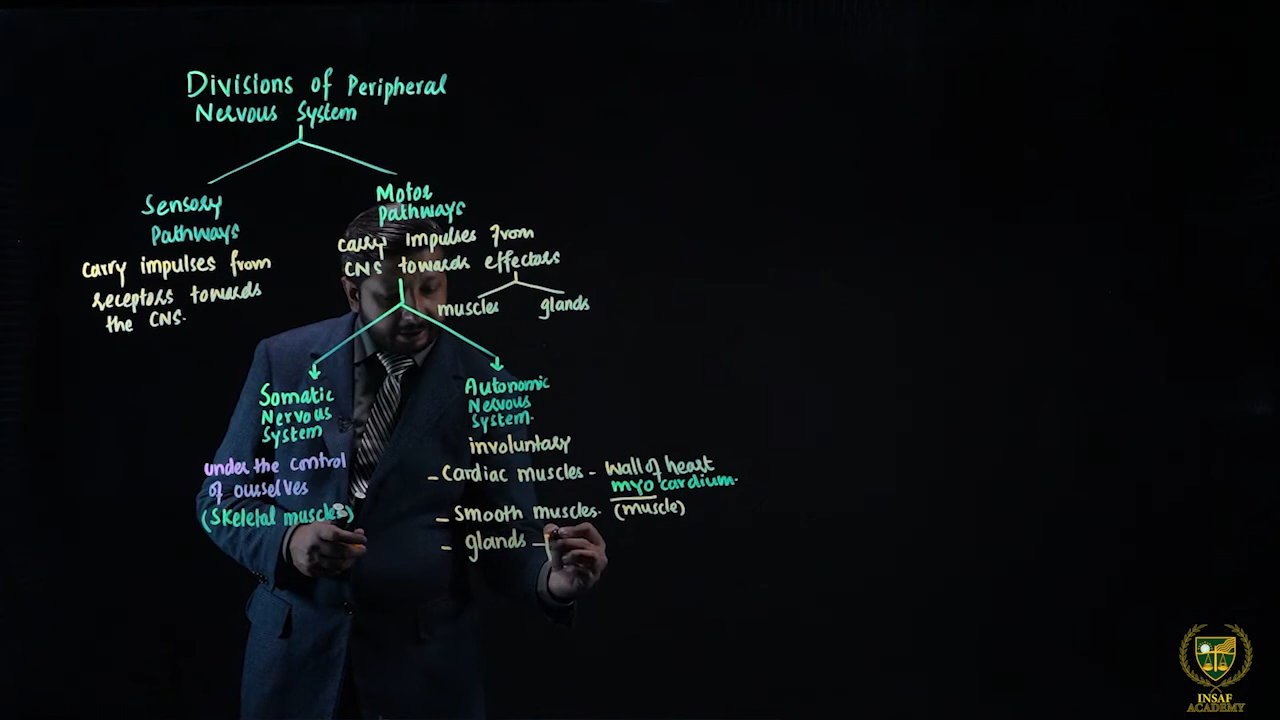 Divisions of Peripheral
Nervous System
Sensory
Pathways
carry impulses from
receptors towards
the CNS.
Motor
Pathways
carry impulses from
CNS towards effectors
muscles
glands
Somatic
Nervous
System
under the control
of ourselves
(Skeletal muscles)
Autonomic
Nervous
System.
involuntary
- Cardiac muscles - wall of heart
myocardium.
(muscle)
- Smooth muscles.
- glands -
INSAF
ACADEMY